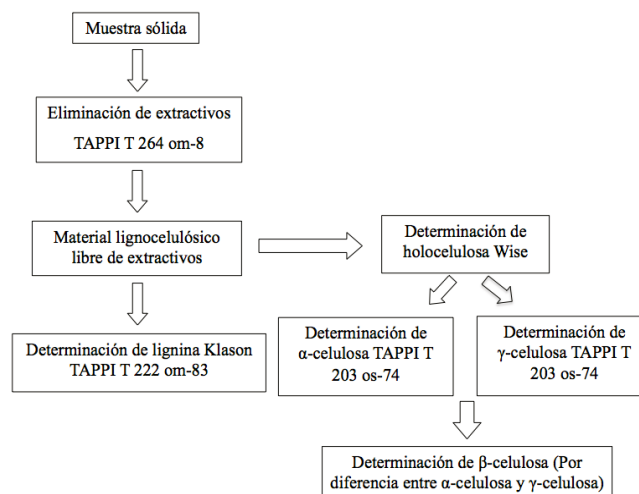 Muestra sólida
Eliminación de extractivos
TAPPI T 264 om-8
Material lignocelulósico
libre de extractivos
Determinación de
holocelulosa Wise
Determinación de lignina Klason
TAPPI T 222 om-83
Determinación de
α-celulosa TAPPI T
203 os-74
Determinación de
γ-celulosa TAPPI T
203 os-74
Determinación de β-celulosa (Por
diferencia entre α-celulosa y γ-celulosa)